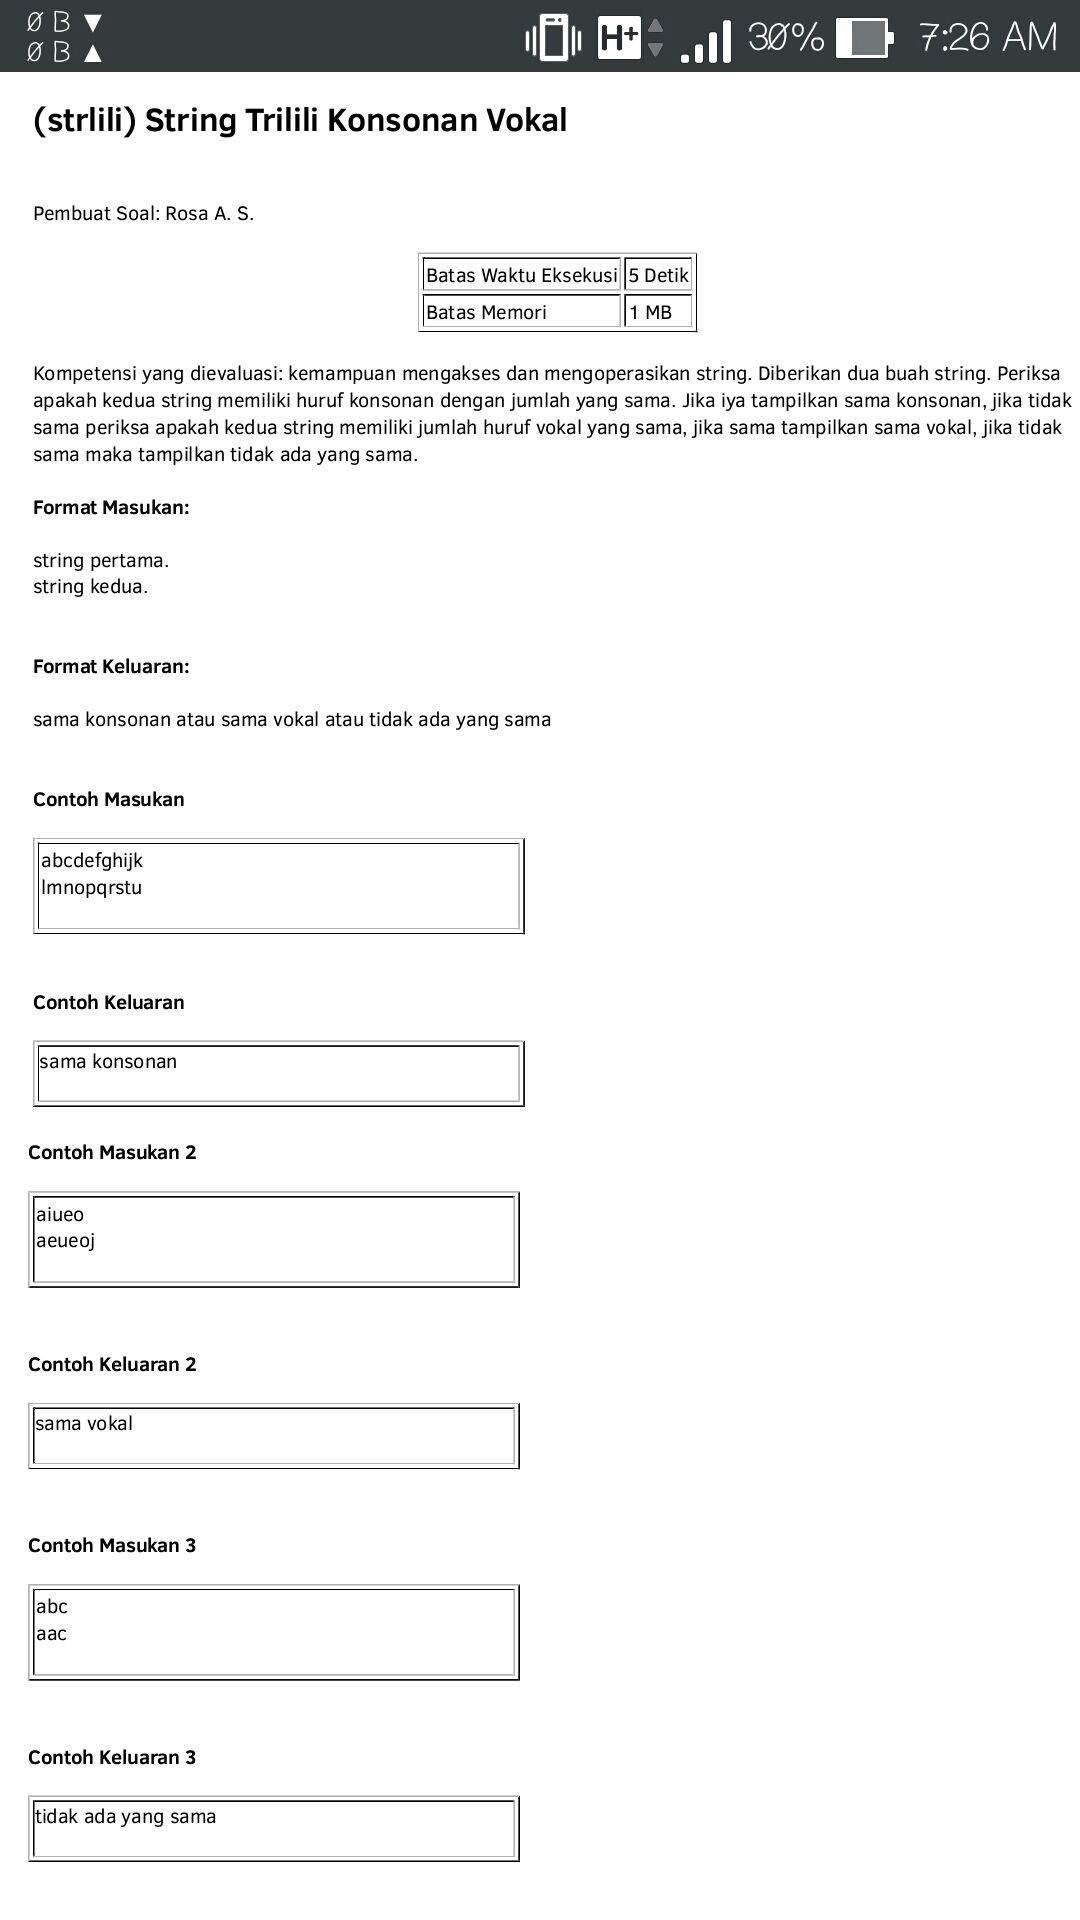 0 B ▼
0 B ▲
H+ 30% 7:26 AM
(strlili) String Trilili Konsonan Vokal
Pembuat Soal: Rosa A. S.
Batas Waktu Eksekusi 5 Detik
Batas Memori 1 MB
Kompetensi yang dievaluasi: kemampuan mengakses dan mengoperasikan string. Diberikan dua buah string. Periksa
apakah kedua string memiliki huruf konsonan dengan jumlah yang sama. Jika iya tampilkan sama konsonan, jika tidak
sama periksa apakah kedua string memiliki jumlah huruf vokal yang sama, jika sama tampilkan sama vokal, jika tidak
sama maka tampilkan tidak ada yang sama.
Format Masukan:
string pertama.
string kedua.
Format Keluaran:
sama konsonan atau sama vokal atau tidak ada yang sama
Contoh Masukan
abcdefghijk
lmnopqrstu
Contoh Keluaran
sama konsonan
Contoh Masukan 2
aiueo
aeueoj
Contoh Keluaran 2
sama vokal
Contoh Masukan 3
abc
aac
Contoh Keluaran 3
tidak ada yang sama